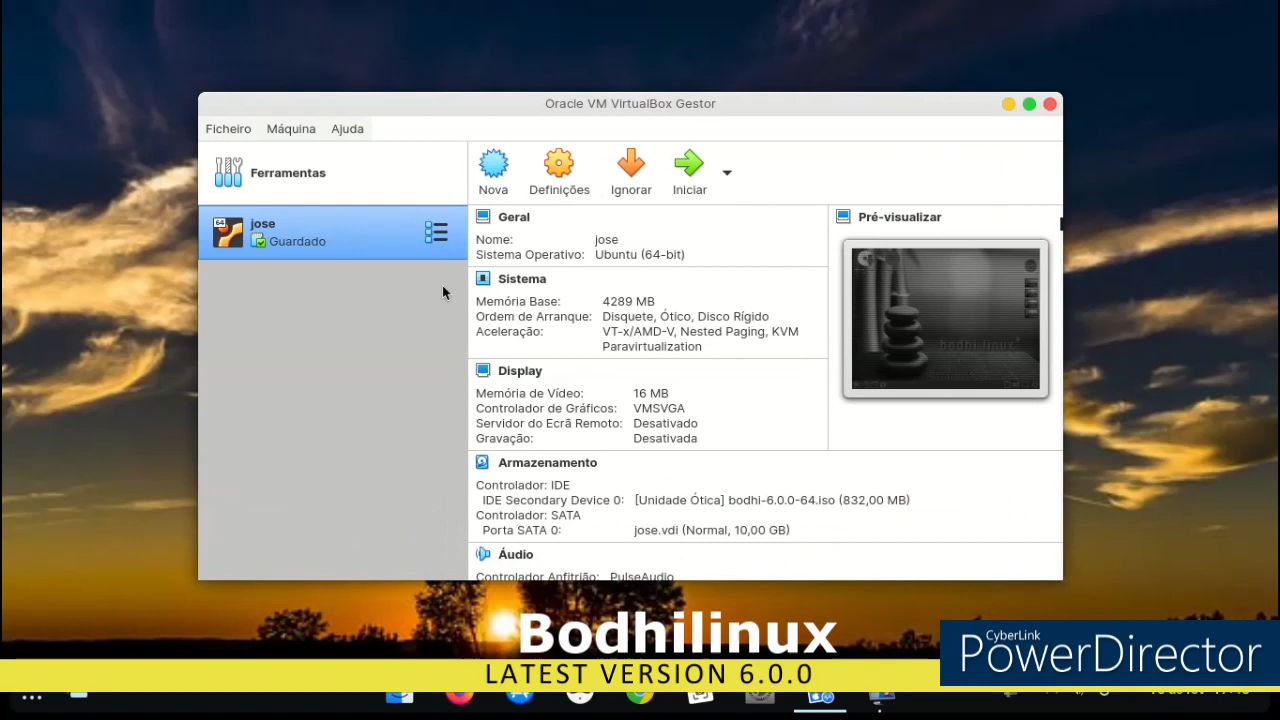 Oracle VM VirtualBox Gestor
Ficheiro Máquina Ajuda
Ferramentas
Nova Definições Ignorar Iniciar
64 jose
Guardado
Geral
Nome: jose
Sistema Operativo: Ubuntu (64-bit)
Sistema
Memória Base: 4289 MB
Ordem de Arranque: Disquete, Ótico, Disco Rígido
Aceleração: VT-x/AMD-V, Nested Paging, KVM
Paravirtualization
Display
Memória de Vídeo: 16 MB
Controlador de Gráficos: VMSVGA
Servidor do Ecrã Remoto: Desativado
Gravação: Desativada
Pré-visualizar
bodhilinux
Armazenamento
Controlador: IDE
IDE Secondary Device 0: [Unidade Ótica] bodhi-6.0.0-64.iso (832,00 MB)
Controlador: SATA
Porta SATA 0: jose.vdi (Normal, 10,00 GB)
Áudio
Controlador Anfitrião: PulseAudio
Bodhilinux
LATEST VERSION 6.0.0
CyberLink
PowerDirector